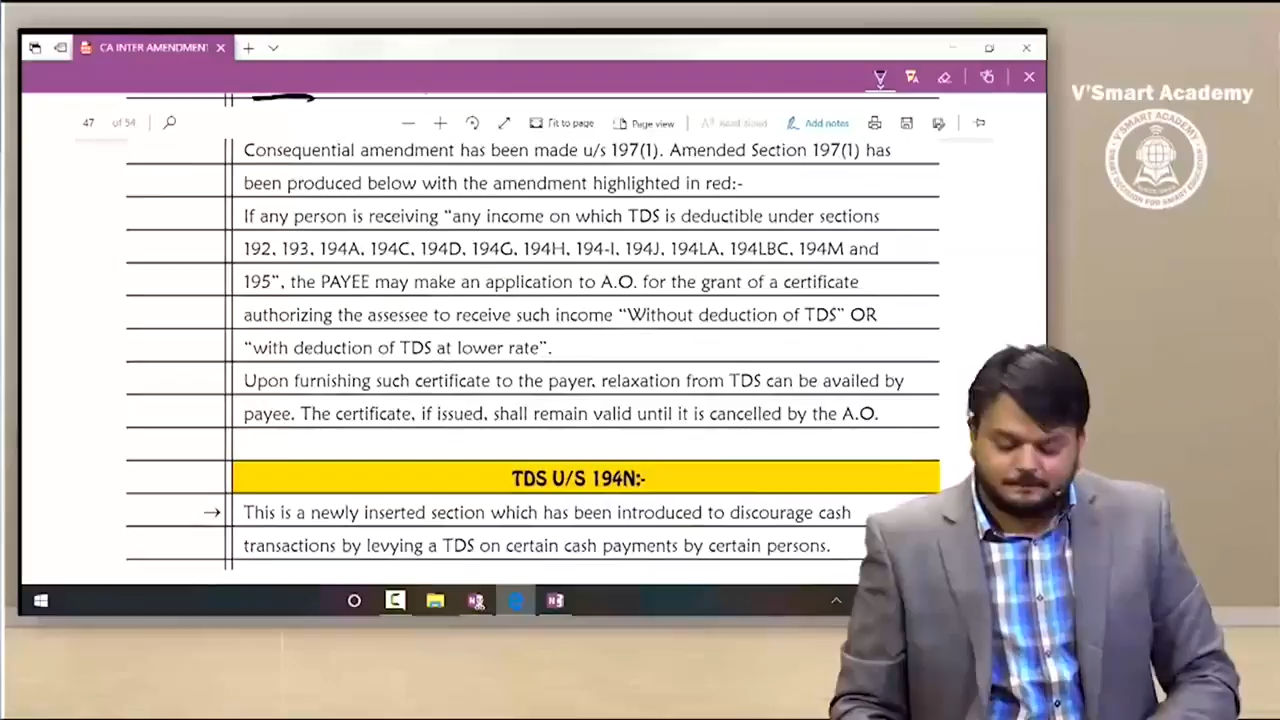 CA INTER AMENDMENT
V'Smart Academy
47 of 54
Fit to page
Page view
Read aloud
Add notes
Consequential amendment has been made u/s 197(1). Amended Section 197(1) has
been produced below with the amendment highlighted in red:-
If any person is receiving “any income on which TDS is deductible under sections
192, 193, 194A, 194C, 194D, 194G, 194H, 194-I, 194J, 194LA, 194LBC, 194M and
195”, the PAYEE may make an application to A.O. for the grant of a certificate
authorizing the assessee to receive such income “Without deduction of TDS” OR
“with deduction of TDS at lower rate”.
Upon furnishing such certificate to the payer, relaxation from TDS can be availed by
payee. The certificate, if issued, shall remain valid until it is cancelled by the A.O.
TDS U/S 194N:-
→ This is a newly inserted section which has been introduced to discourage cash
transactions by levying a TDS on certain cash payments by certain persons.